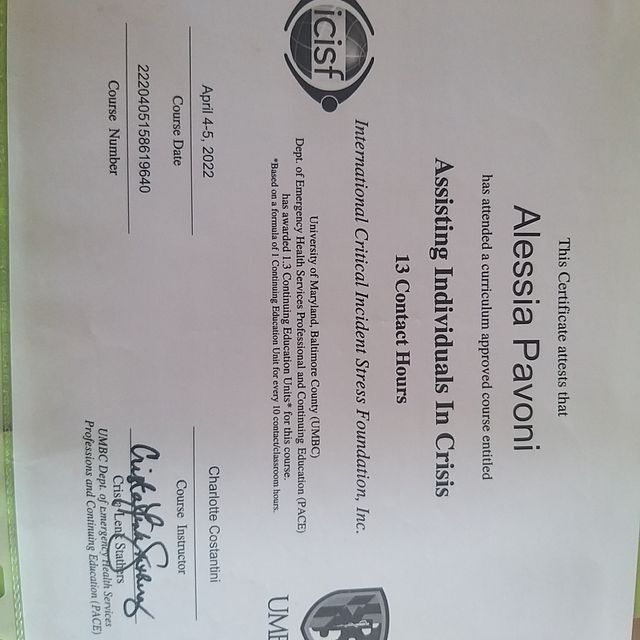 This Certificate attests that
Alessia Pavoni
has attended a curriculum approved course entitled
Assisting Individuals In Crisis
13 Contact Hours
International Critical Incident Stress Foundation, Inc.
icisf
University of Maryland, Baltimore County (UMBC)
Dept. of Emergency Health Services Professional and Continuing Education (PACE)
has awarded 1.3 Continuing Education Units* for this course.
*Based on a formula of 1 Continuing Education Unit for every 10 contact/classroom hours.
April 4-5, 2022
Course Date
Charlotte Costantini
Course Instructor
2220405158619640
Course Number
Cristy Lenk Stathers
UMBC Dept. of Emergency Health Services
Professions and Continuing Education (PACE)